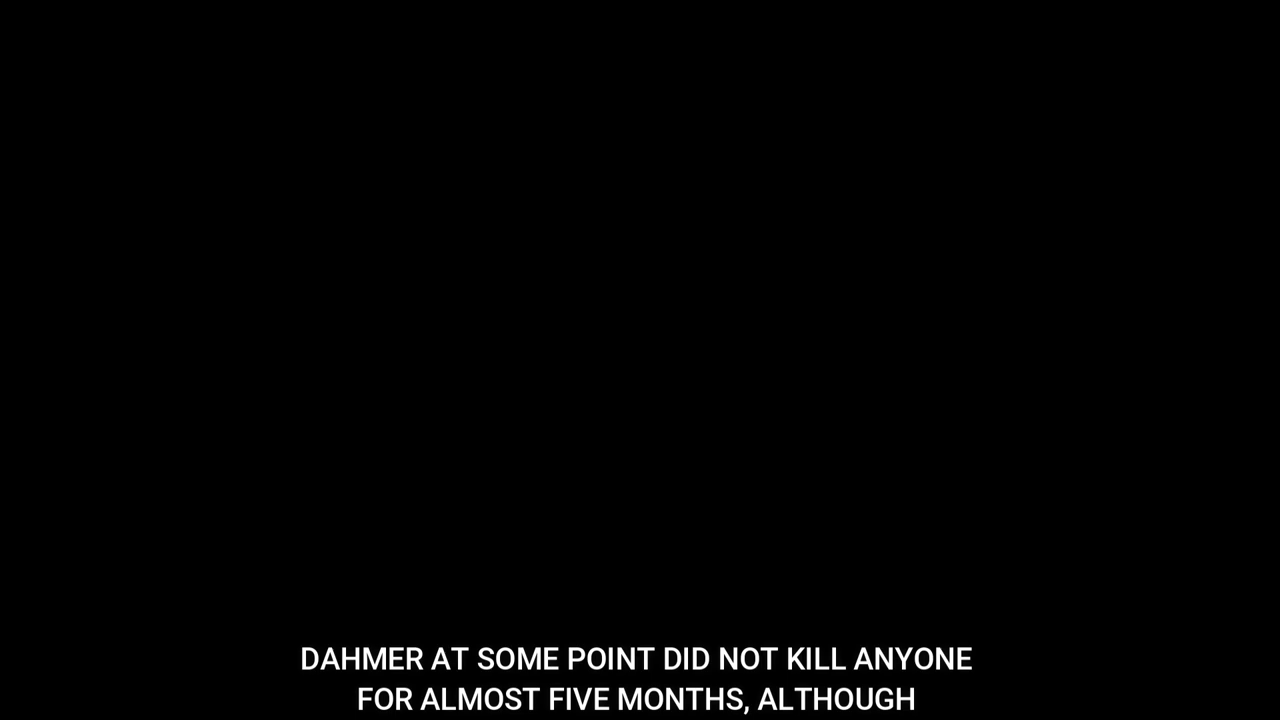 DAHMER AT SOME POINT DID NOT KILL ANYONE
FOR ALMOST FIVE MONTHS, ALTHOUGH